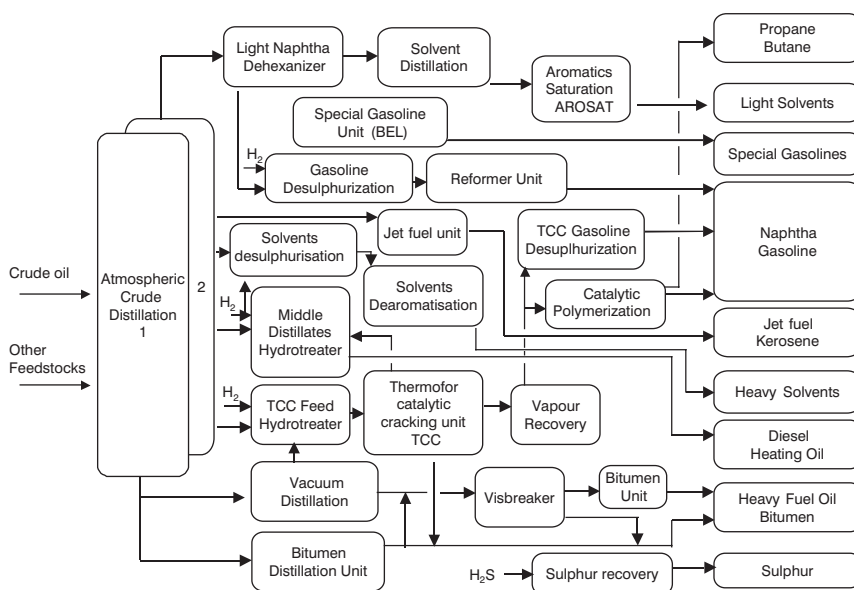 Propane
Butane
Light Naphtha
Dehexanizer
Solvent
Distillation
Aromatics
Saturation
AROSAT
Light Solvents
Special Gasoline
Unit (BEL)
Special Gasolines
H2
Gasoline
Desulphurization
Reformer Unit
Naphtha
Gasoline
Jet fuel unit
TCC Gasoline
Desuplhurization
Solvents
desulphurisation
Crude oil
Atmospheric
Crude
Distillation
1
2
Solvents
Dearomatisation
Catalytic
Polymerization
H2
Middle
Distillates
Hydrotreater
Jet fuel
Kerosene
Other
Feedstocks
H2
TCC Feed
Hydrotreater
Thermofor
catalytic
cracking unit
TCC
Vapour
Recovery
Heavy Solvents
Diesel
Heating Oil
Vacuum
Distillation
Visbreaker
Bitumen
Unit
Heavy Fuel Oil
Bitumen
Bitumen
Distillation Unit
H2S
Sulphur recovery
Sulphur